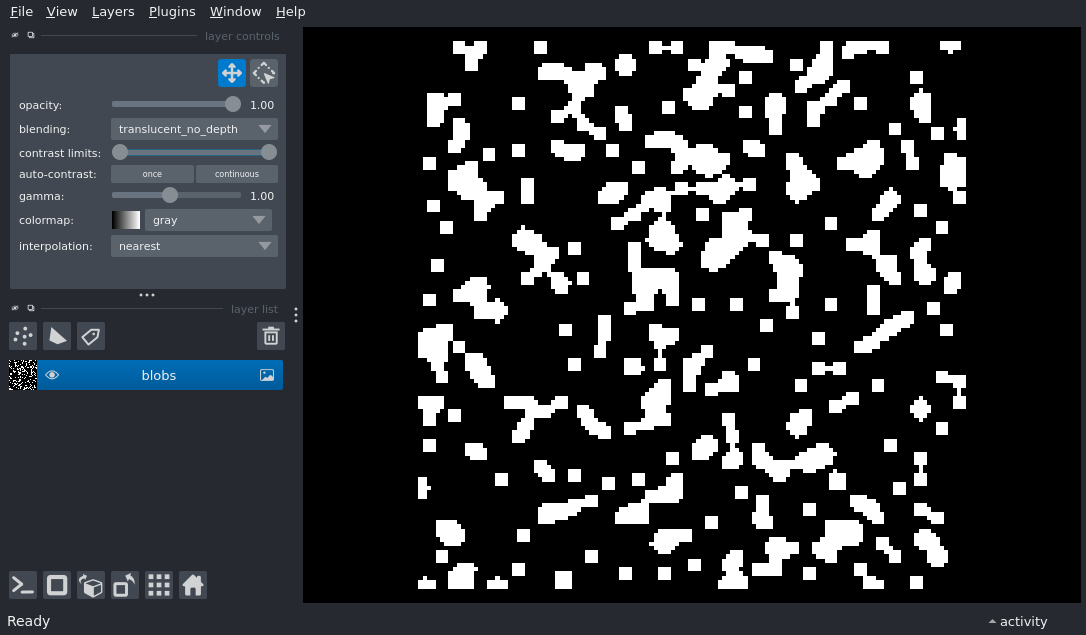 File View Layers Plugins Window Help
layer controls
opacity: 1.00
blending: translucent_no_depth
contrast limits:
auto-contrast: once continuous
gamma: 1.00
colormap: gray
interpolation: nearest
layer list
blobs
Ready
activity